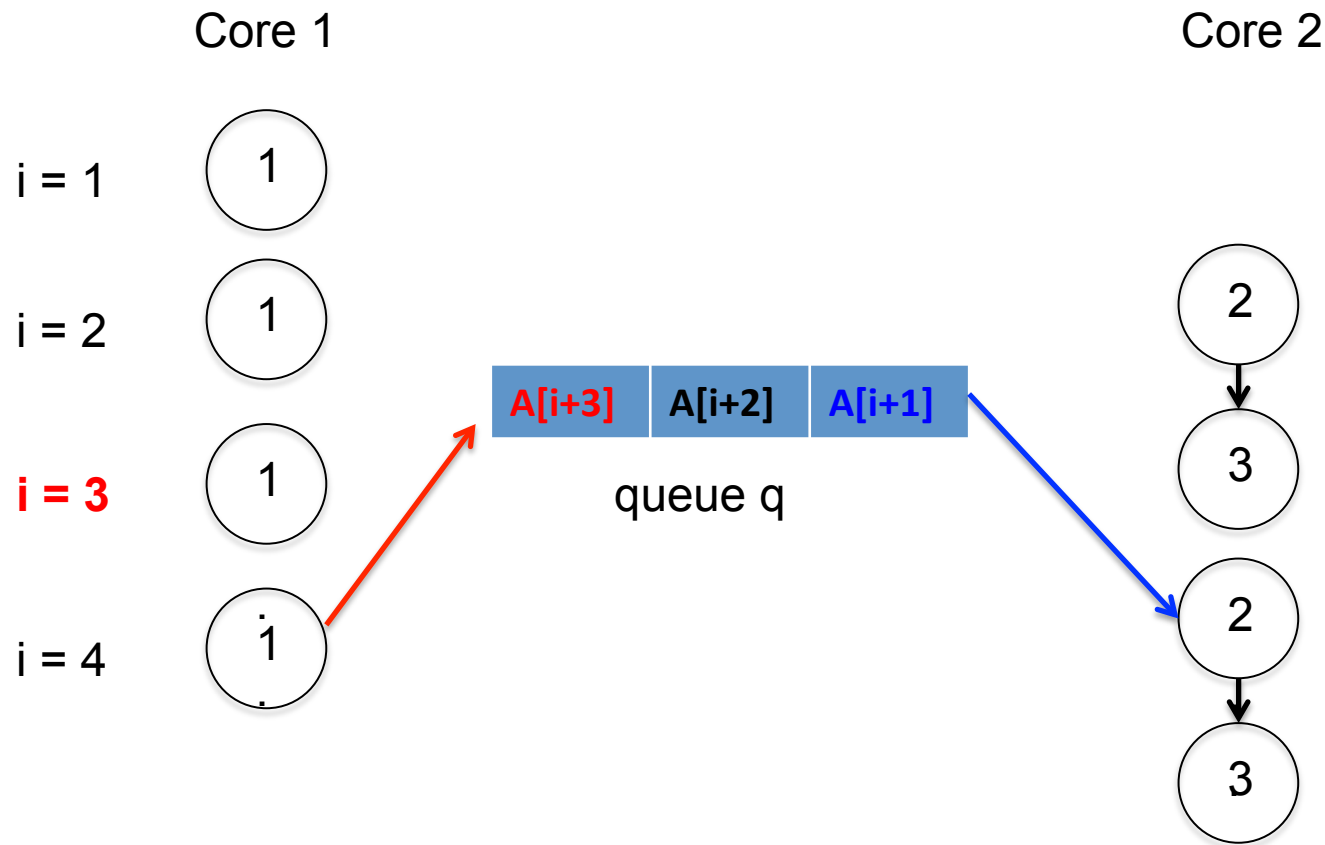 Core 1
Core 2
i = 1
1
i = 2
1
2
A[i+3] A[i+2] A[i+1]
i = 3
1
queue q
3
i = 4
.
1
.
2
3
.